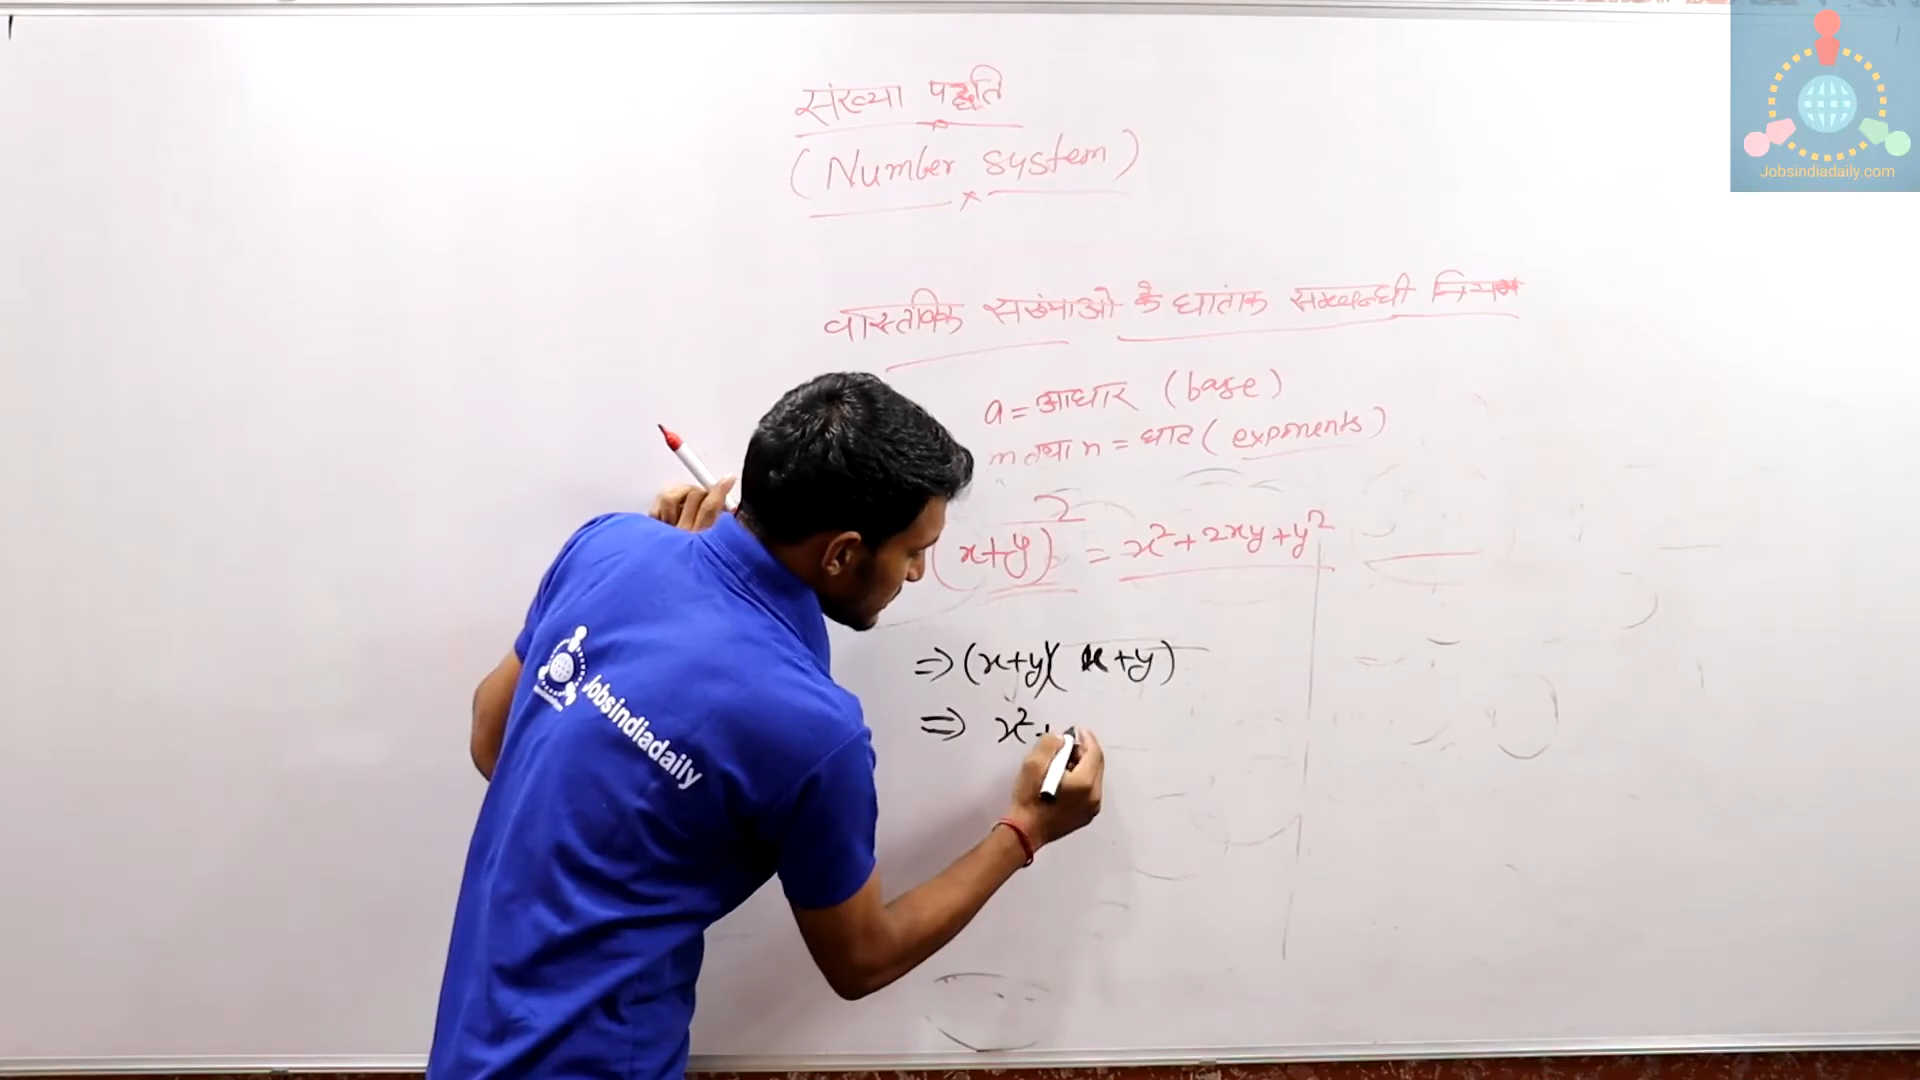 संख्या पद्धति
(Number system)
वास्तविक संख्याओ के घातांक सम्बन्धी नियम
a = आधार (base)
m तथा n = घात (exponents)
(x+y)² = x²+2xy+y²
⇒ (x+y)(x+y)
⇒ x²+
Jobsindiadaily
Jobsindiadaily.com